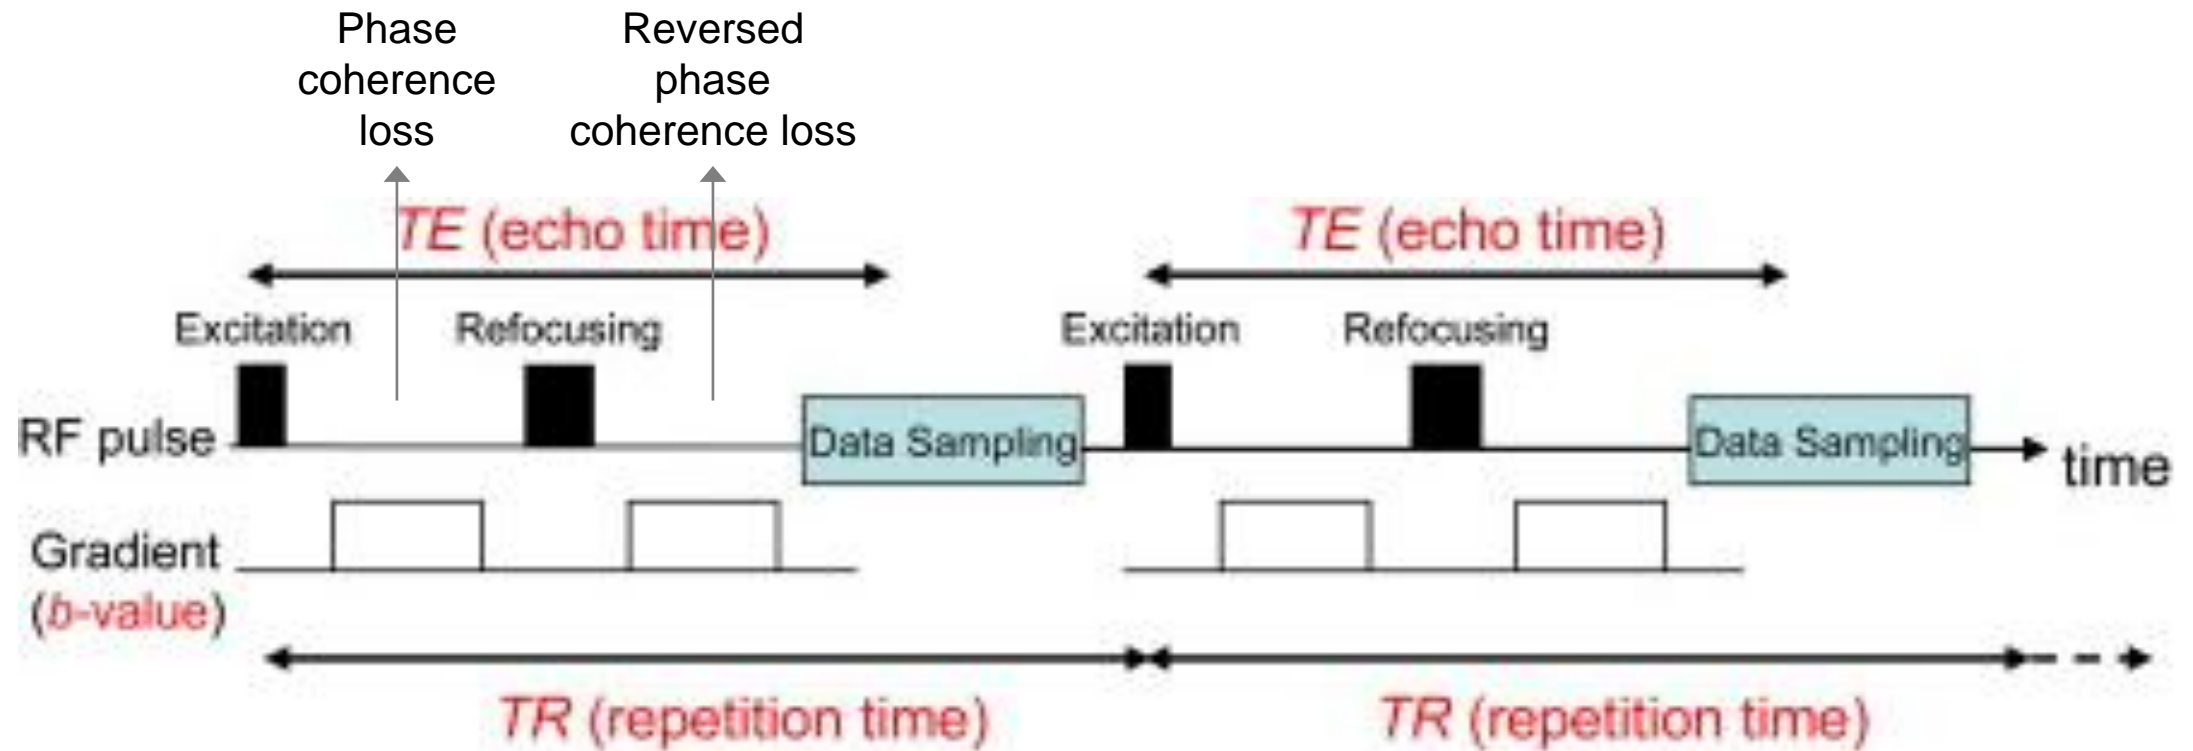 Phase
coherence
loss
Reversed
phase
coherence loss
TE (echo time)
TE (echo time)
Excitation
Refocusing
Excitation
Refocusing
RF pulse
Data Sampling
Data Sampling
time
Gradient
(b-value)
TR (repetition time)
TR (repetition time)